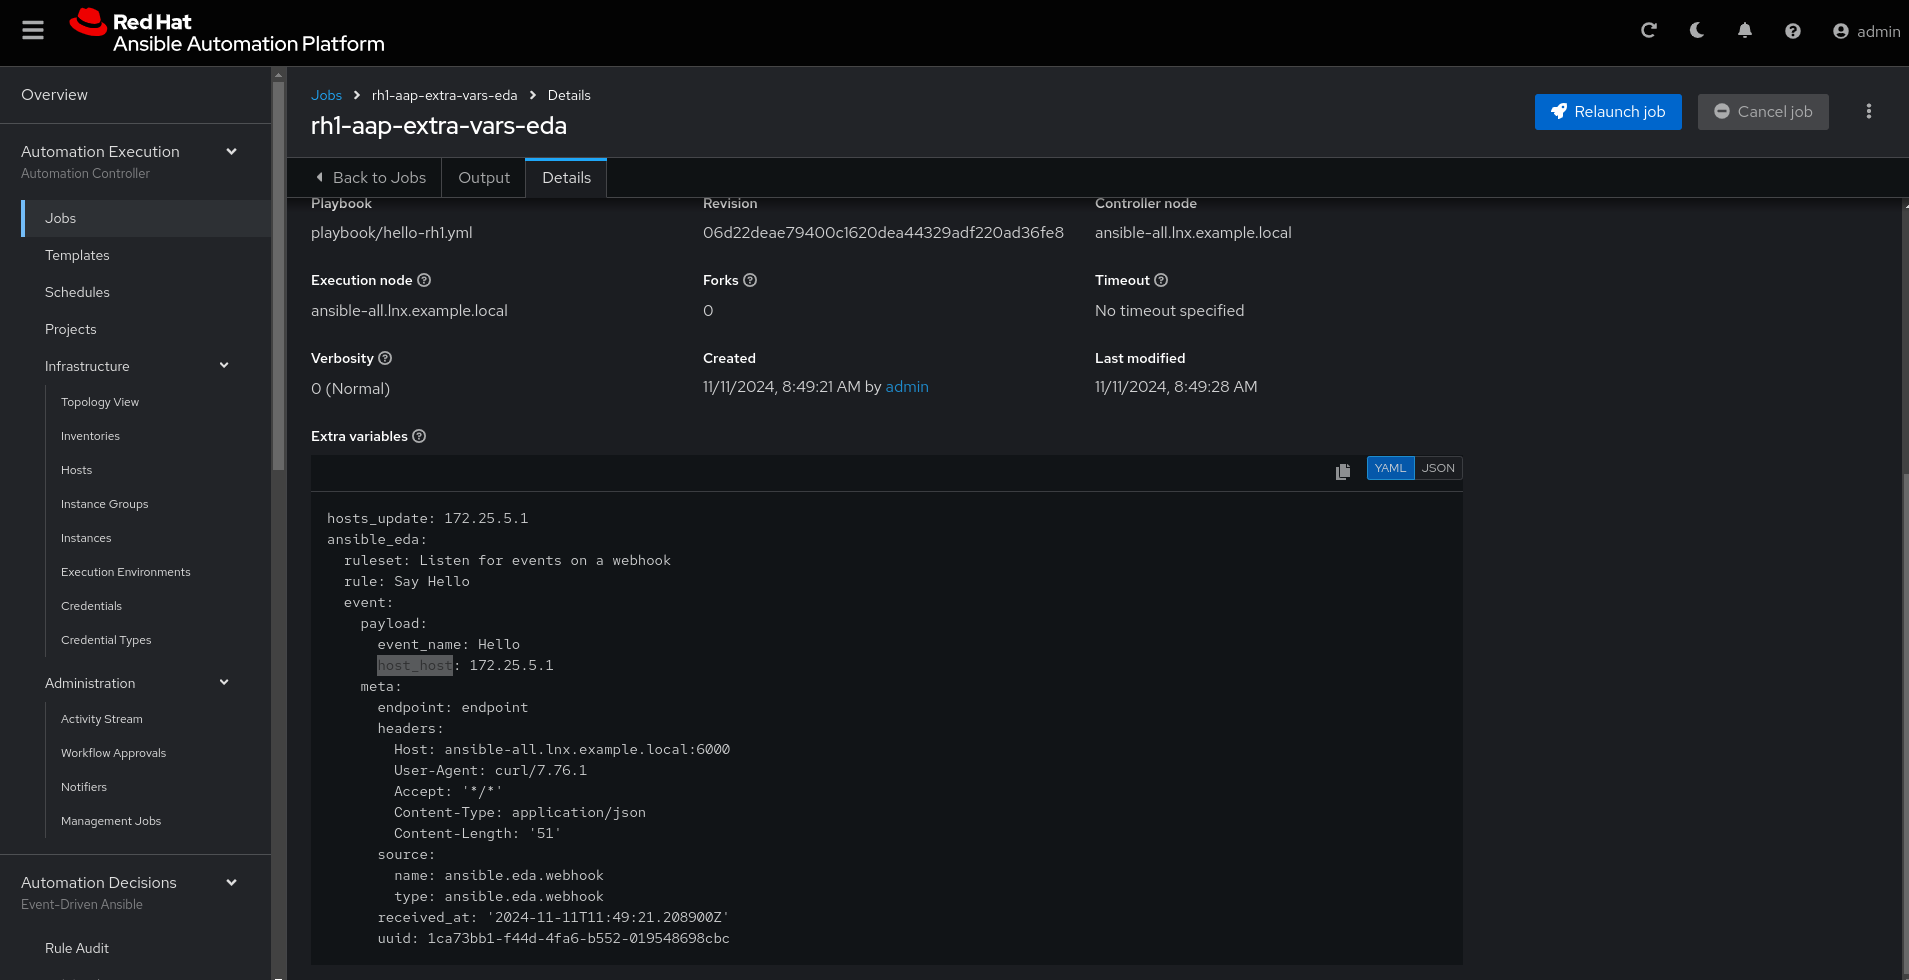 Red Hat
Ansible Automation Platform
admin
Overview
Automation Execution
Automation Controller
Jobs
Templates
Schedules
Projects
Infrastructure
Topology View
Inventories
Hosts
Instance Groups
Instances
Execution Environments
Credentials
Credential Types
Administration
Activity Stream
Workflow Approvals
Notifiers
Management Jobs
Automation Decisions
Event-Driven Ansible
Rule Audit
Jobs > rh1-aap-extra-vars-eda > Details
rh1-aap-extra-vars-eda
Relaunch job
Cancel job
Back to Jobs Output Details
Playbook Revision Controller node
playbook/hello-rh1.yml 06d22deae79400c1620dea44329adf220ad36fe8 ansible-all.lnx.example.local
Execution node Forks Timeout
ansible-all.lnx.example.local 0 No timeout specified
Verbosity Created Last modified
0 (Normal) 11/11/2024, 8:49:21 AM by admin 11/11/2024, 8:49:28 AM
Extra variables
YAML JSON
hosts_update: 172.25.5.1
ansible_eda:
  ruleset: Listen for events on a webhook
  rule: Say Hello
  event:
    payload:
      event_name: Hello
      host_host: 172.25.5.1
    meta:
      endpoint: endpoint
      headers:
        Host: ansible-all.lnx.example.local:6000
        User-Agent: curl/7.76.1
        Accept: '*/*'
        Content-Type: application/json
        Content-Length: '51'
      source:
        name: ansible.eda.webhook
        type: ansible.eda.webhook
      received_at: '2024-11-11T11:49:21.208900Z'
      uuid: 1ca73bb1-f44d-4fa6-b552-019548698cbc